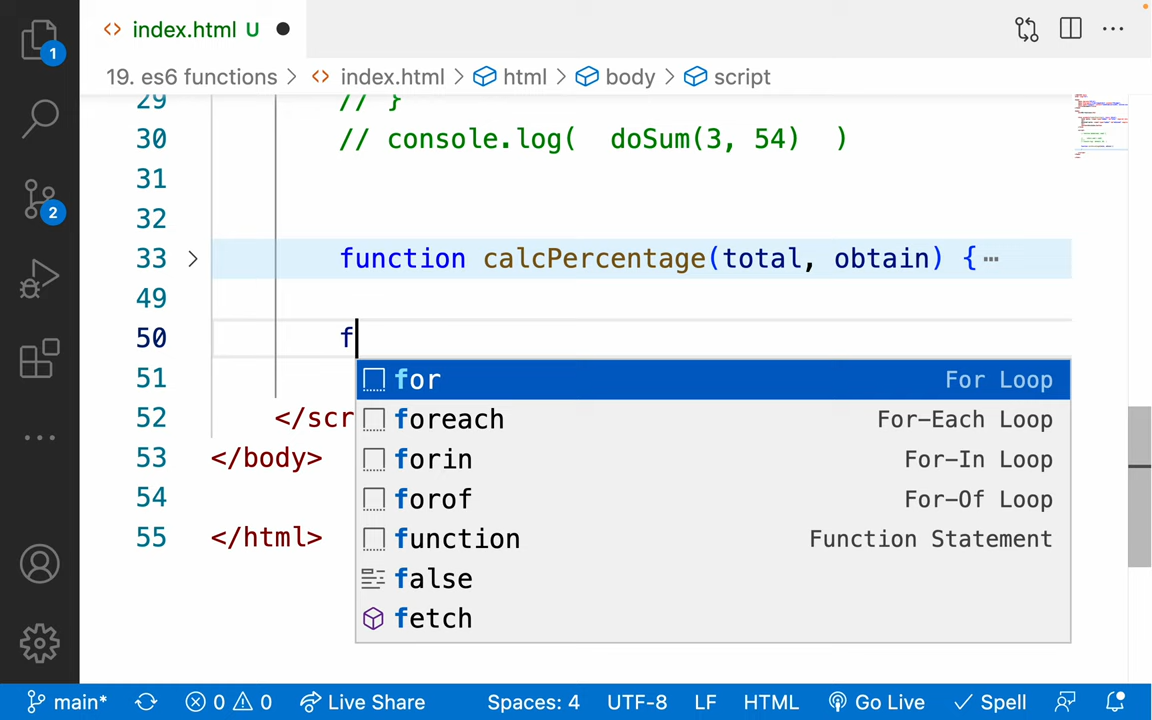 index.html U
1
19. es6 functions > index.html > html > body > script
29 // }
30 // console.log( doSum(3, 54) )
31
32
33 function calcPercentage(total, obtain) {⋯
49
50 f
51 for For Loop
52 </scr foreach For-Each Loop
53 </body> forin For-In Loop
54 forof For-Of Loop
55 </html> function Function Statement
false
fetch
2
main* 0 0 Live Share Spaces: 4 UTF-8 LF HTML Go Live Spell